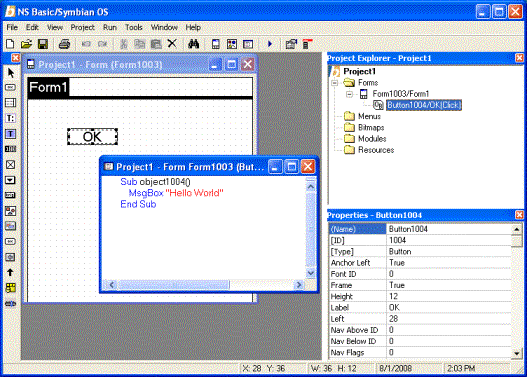 NS Basic/Symbian OS
File Edit View Project Run Tools Window Help
Project1 - Form (Form1003)
Form1
OK
Project1 - Form Form1003 (But...
Sub object1004()
MsgBox "Hello World"
End Sub
Project Explorer - Project1
Project1
Forms
Form1003/Form1
Button1004/OK(Click)
Menus
Bitmaps
Modules
Resources
Properties - Button1004
(Name) Button1004
[ID] 1004
[Type] Button
Anchor Left True
Font ID 0
Frame True
Height 12
Label OK
Left 28
Nav Above ID 0
Nav Below ID 0
Nav Flags 0
X: 28 Y: 36 W: 36 H: 12 8/1/2008 2:03 PM